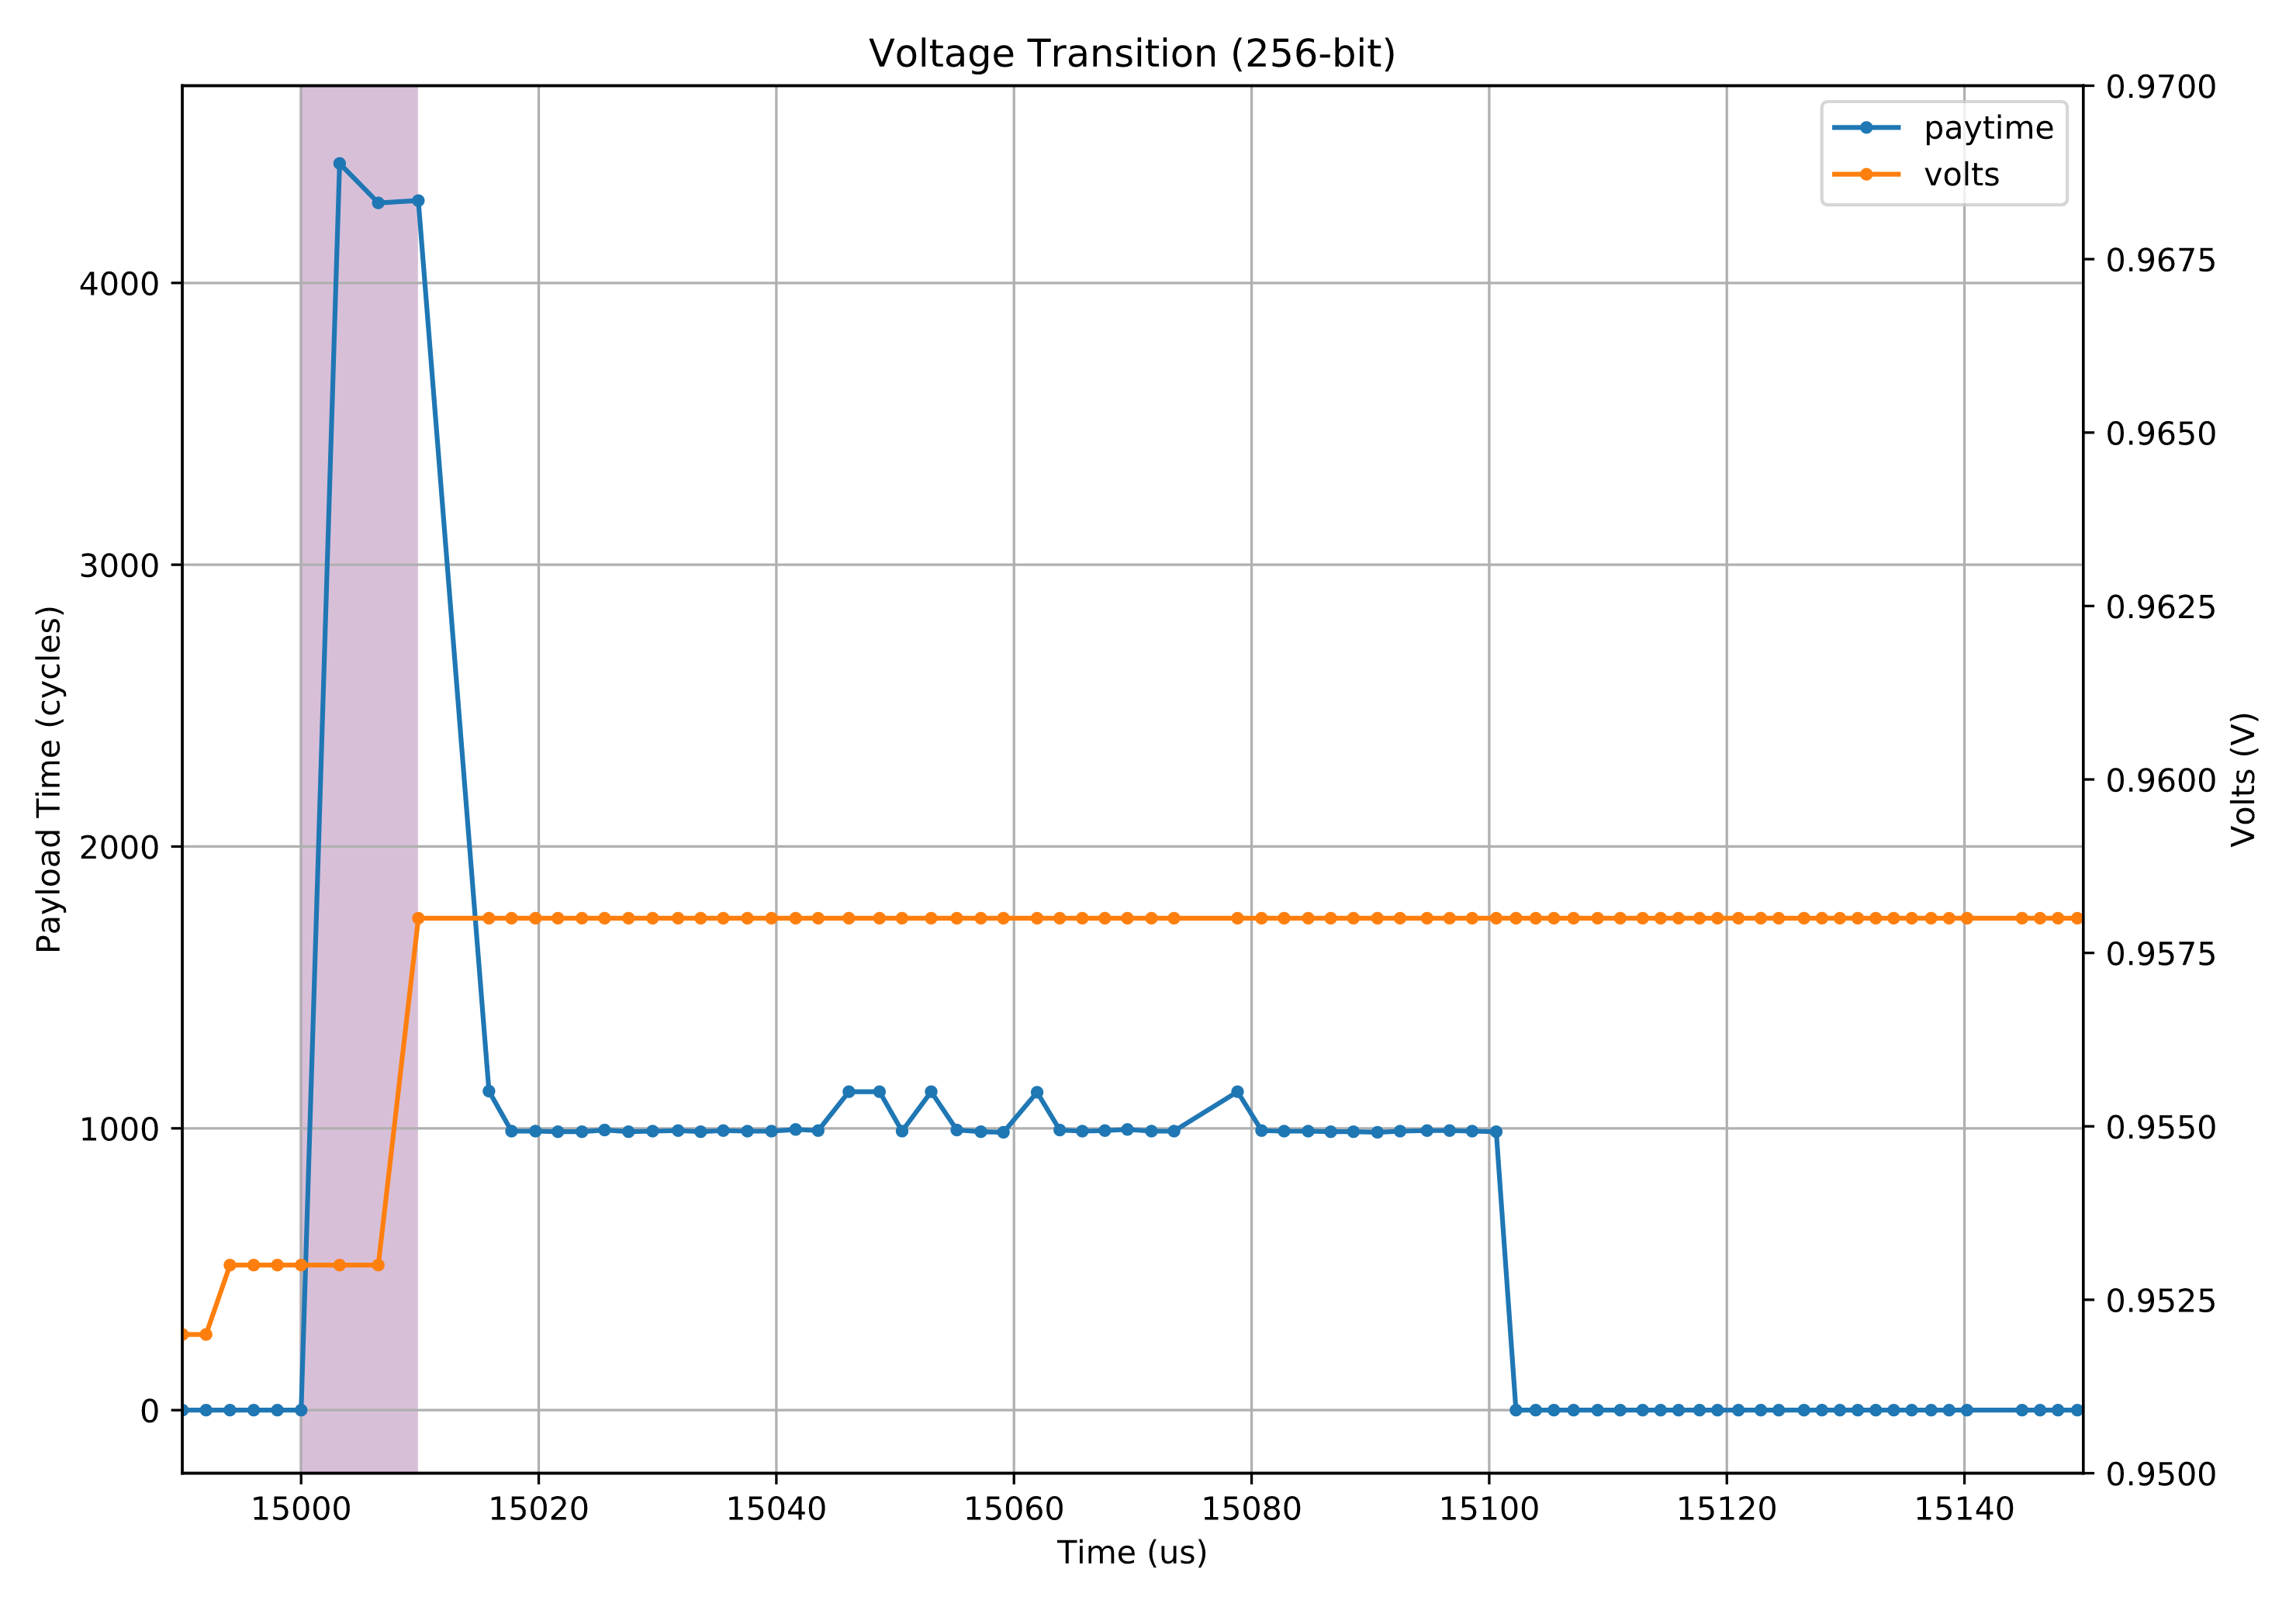 Voltage Transition (256-bit)
paytime
volts
Payload Time (cycles)
4000
3000
2000
1000
0
0.9700
0.9675
0.9650
0.9625
0.9600
0.9575
0.9550
0.9525
0.9500
Volts (V)
15000 15020 15040 15060 15080 15100 15120 15140
Time (us)